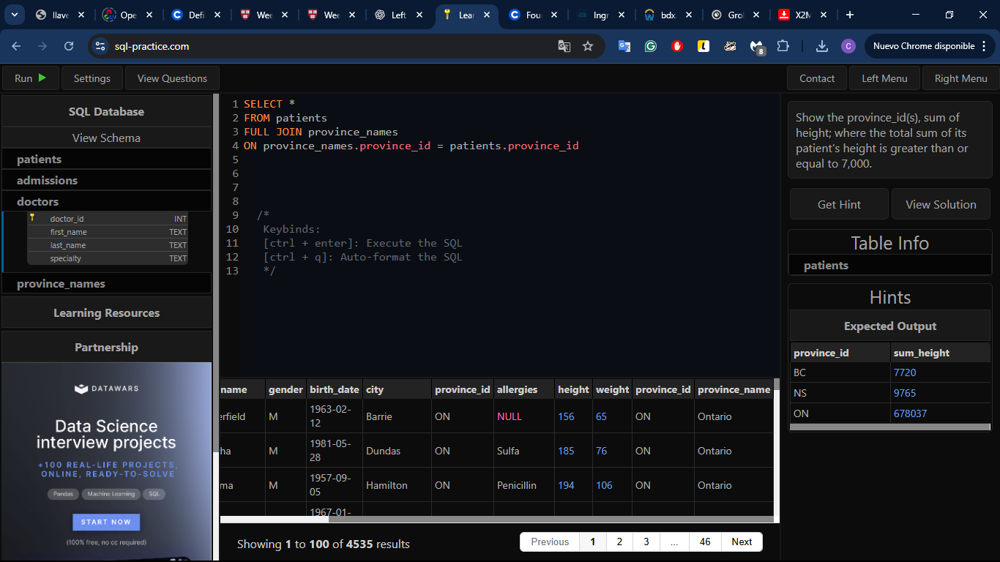 llave
Ope
Defi
Wee
Wee
Left
Lear
Four
Ingr
bdx.
Grol
X2M
sql-practice.com
8
C
Nuevo Chrome disponible
Run
Settings
View Questions
Contact
Left Menu
Right Menu
SQL Database
View Schema
patients
admissions
doctors
doctor_id INT
first_name TEXT
last_name TEXT
specialty TEXT
province_names
Learning Resources
Partnership
DATAWARS
Data Science
interview projects
+100 REAL-LIFE PROJECTS,
ONLINE, READY-TO-SOLVE
Pandas Machine Learning SQL
START NOW
(100% free, no cc required)
1 SELECT *
2 FROM patients
3 FULL JOIN province_names
4 ON province_names.province_id = patients.province_id
5
6
7
8
9 /*
10 Keybinds:
11 [ctrl + enter]: Execute the SQL
12 [ctrl + q]: Auto-format the SQL
13 */
name gender birth_date city province_id allergies height weight province_id province_name
erfield M 1963-02-12 Barrie ON NULL 156 65 ON Ontario
ha M 1981-05-28 Dundas ON Sulfa 185 76 ON Ontario
ma M 1957-09-05 Hamilton ON Penicillin 194 106 ON Ontario
1967-01-
Showing 1 to 100 of 4535 results
Previous 1 2 3 ... 46 Next
Show the province_id(s), sum of
height; where the total sum of its
patient's height is greater than or
equal to 7,000.
Get Hint
View Solution
Table Info
patients
Hints
Expected Output
province_id sum_height
BC 7720
NS 9765
ON 678037